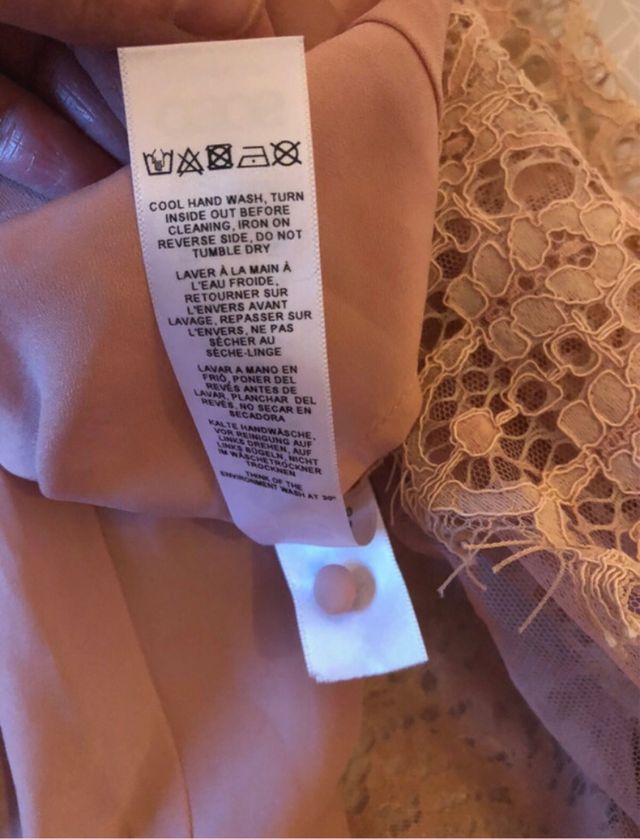 COOL HAND WASH, TURN
INSIDE OUT BEFORE
CLEANING, IRON ON
REVERSE SIDE, DO NOT
TUMBLE DRY
LAVER À LA MAIN À
L'EAU FROIDE,
RETOURNER SUR
L'ENVERS AVANT
LAVAGE, REPASSER SUR
L'ENVERS, NE PAS
SÉCHER AU
SÈCHE-LINGE
LAVAR A MANO EN
FRIÓ, PONER DEL
REVÉS ANTES DE
LAVAR, PLANCHAR DEL
REVÉS, NO SECAR EN
SECADORA
KALTE HANDWÄSCHE,
VOR REINIGUNG AUF
LINKS DREHEN, AUF
LINKS BÜGELN, NICHT
IM WÄSCHETROCKNER
TROCKNEN
THINK OF THE
ENVIRONMENT WASH AT 30°